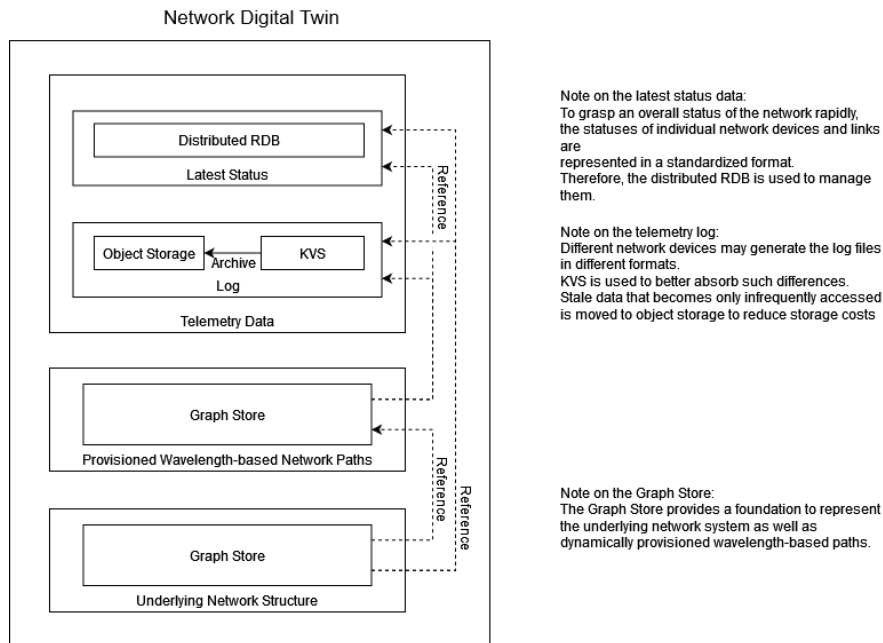 Network Digital Twin
Distributed RDB
Latest Status
Object Storage
Archive
KVS
Log
Telemetry Data
Reference
Graph Store
Provisioned Wavelength-based Network Paths
Reference
Reference
Graph Store
Underlying Network Structure
Note on the latest status data:
To grasp an overall status of the network rapidly,
the statuses of individual network devices and links
are
represented in a standardized format.
Therefore, the distributed RDB is used to manage
them.
Note on the telemetry log:
Different network devices may generate the log files
in different formats.
KVS is used to better absorb such differences.
Stale data that becomes only infrequently accessed
is moved to object storage to reduce storage costs
Note on the Graph Store:
The Graph Store provides a foundation to represent
the underlying network system as well as
dynamically provisioned wavelength-based paths.